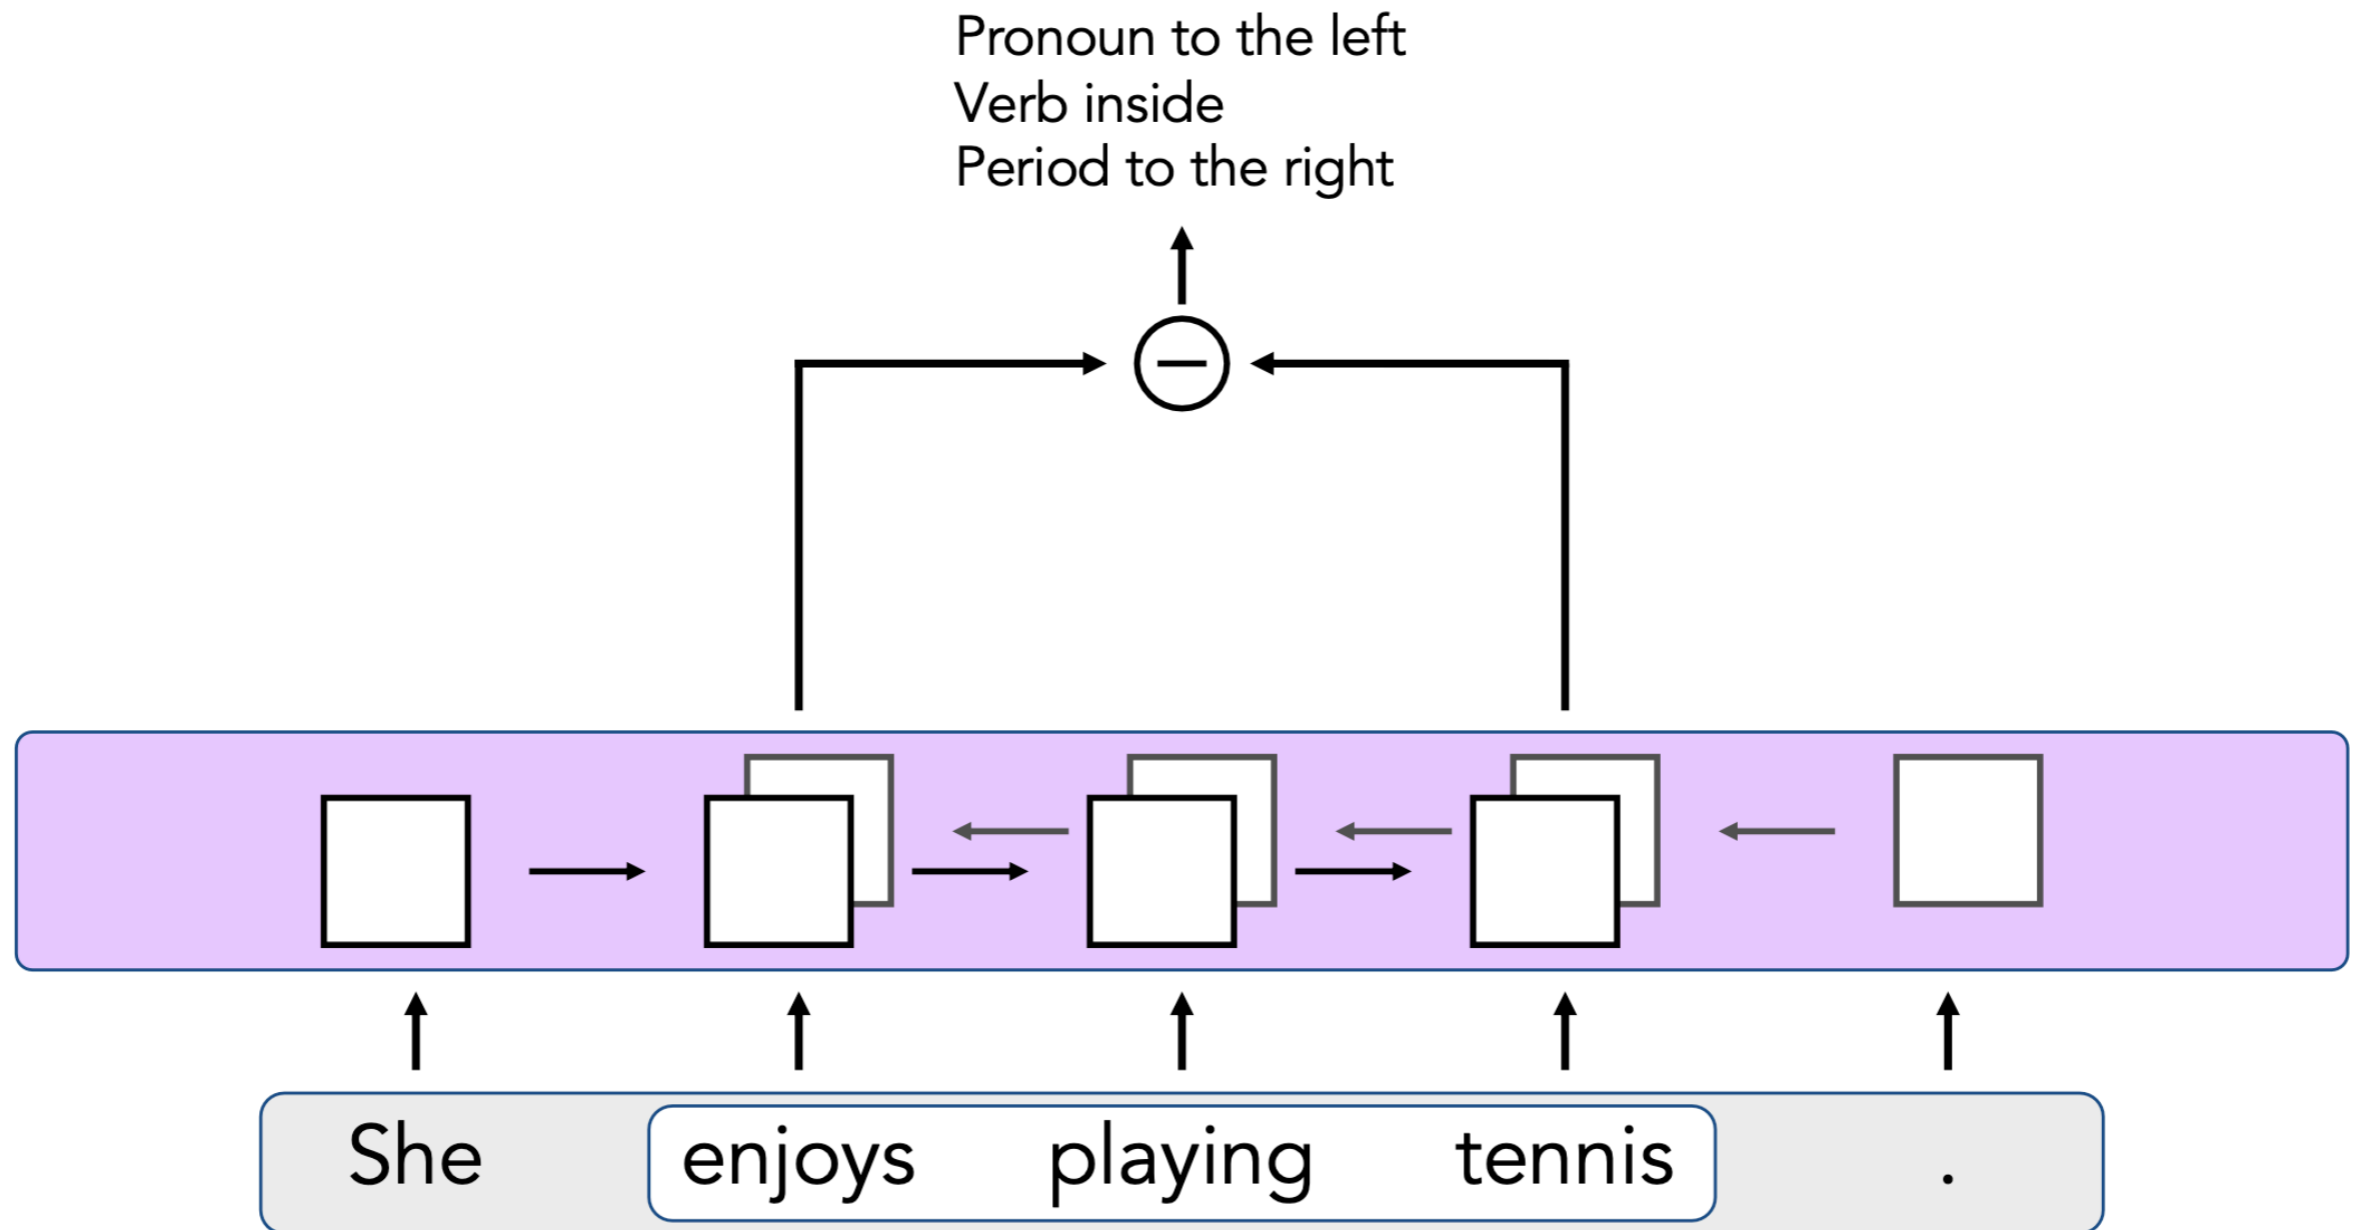 Pronoun to the left
Verb inside
Period to the right
She enjoys playing tennis .